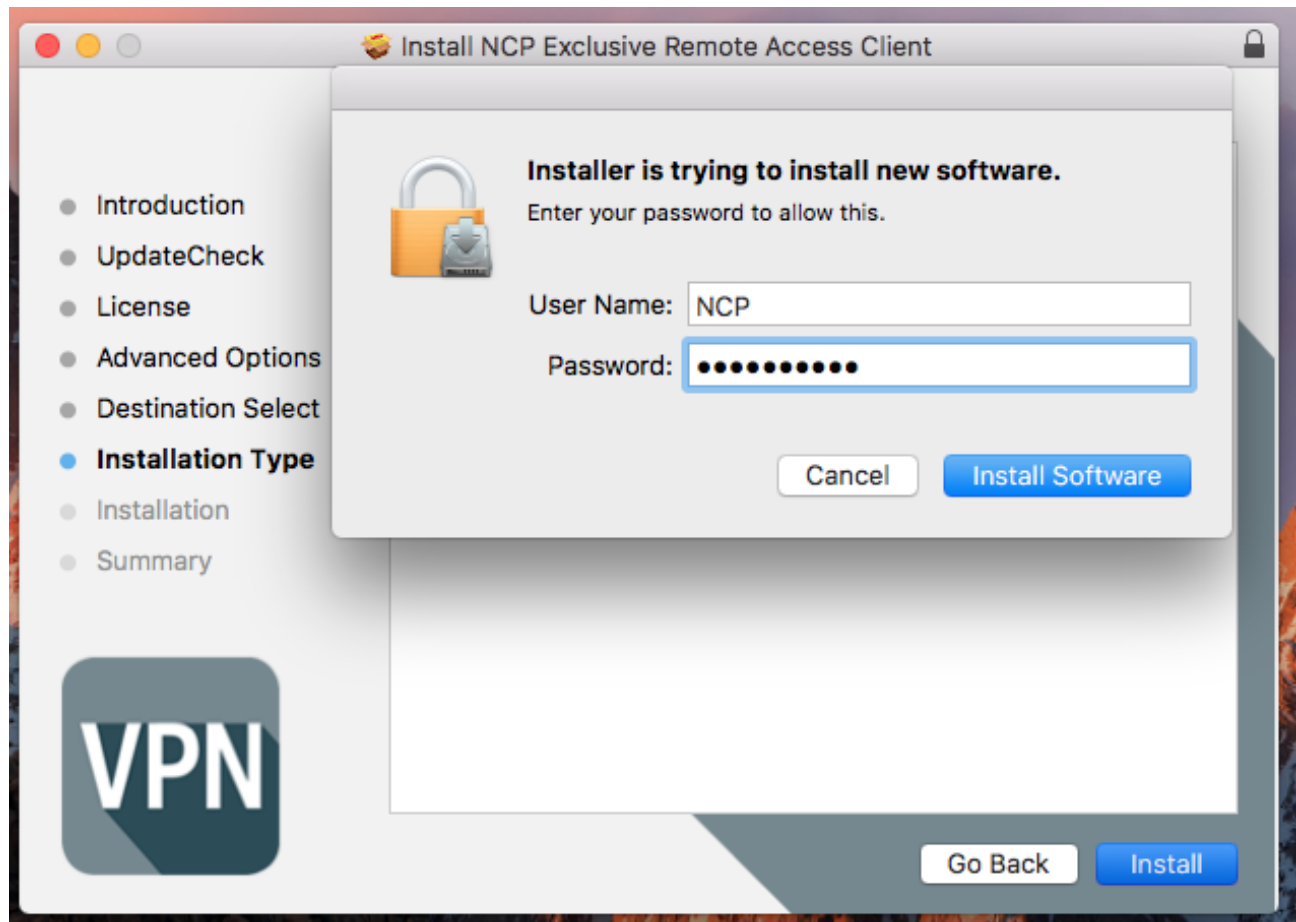 Install NCP Exclusive Remote Access Client
Installer is trying to install new software.
Enter your password to allow this.
User Name: NCP
Password: ••••••••••
Cancel Install Software
Introduction
UpdateCheck
License
Advanced Options
Destination Select
Installation Type
Installation
Summary
VPN
Go Back Install